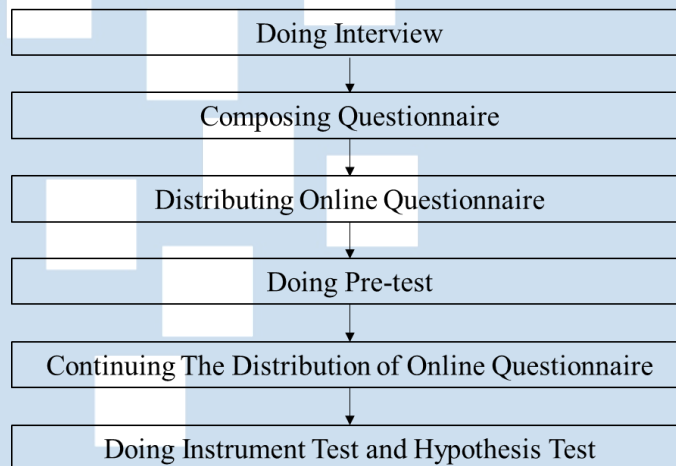 Doing Interview
Composing Questionnaire
Distributing Online Questionnaire
Doing Pre-test
Continuing The Distribution of Online Questionnaire
Doing Instrument Test and Hypothesis Test